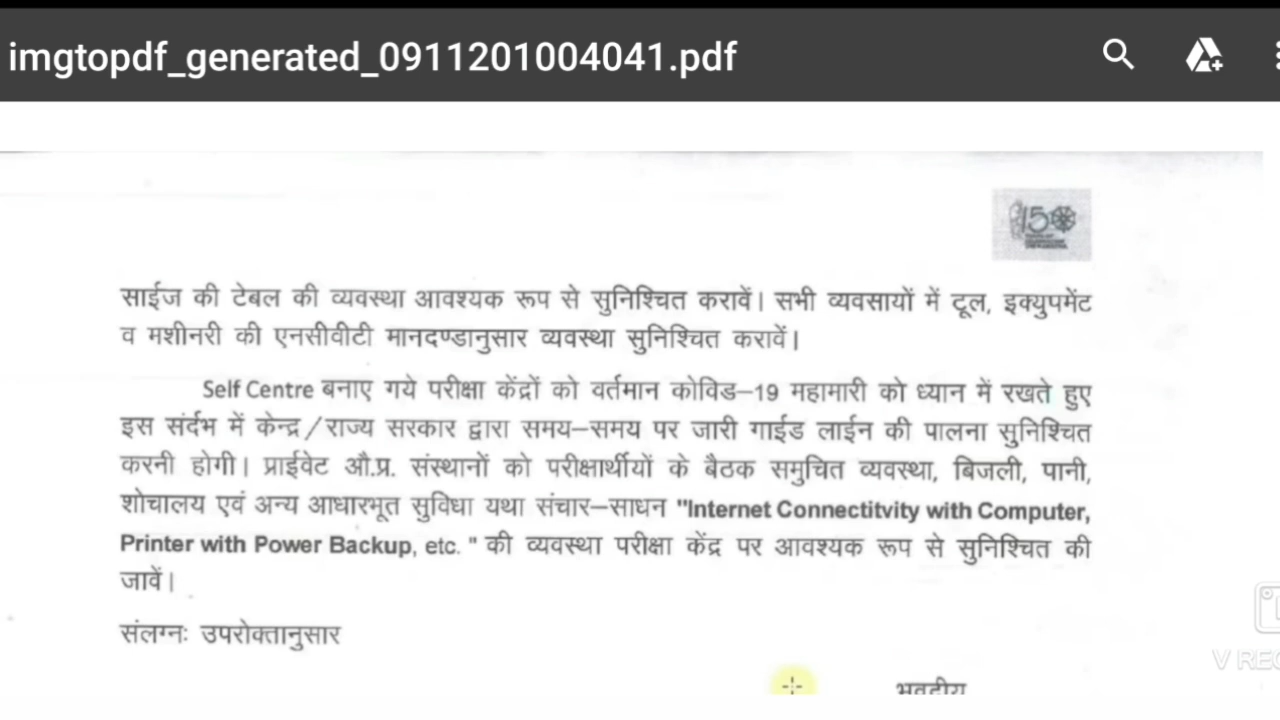 imgtopdf_generated_0911201004041.pdf
150
साईज की टेबल की व्यवस्था आवश्यक रूप से सुनिश्चित करावें। सभी व्यवसायों में टूल, इक्युपमेंट
व मशीनरी की एनसीवीटी मानदण्डानुसार व्यवस्था सुनिश्चित करावें।
Self Centre बनाए गये परीक्षा केंद्रों को वर्तमान कोविड–19 महामारी को ध्यान में रखते हुए
इस संर्दभ में केन्द्र/राज्य सरकार द्वारा समय–समय पर जारी गाईड लाईन की पालना सुनिश्चित
करनी होगी। प्राईवेट औ.प्र. संस्थानों को परीक्षार्थीयों के बैठक समुचित व्यवस्था, बिजली, पानी,
शोचालय एवं अन्य आधारभूत सुविधा यथा संचार–साधन "Internet Connectitvity with Computer,
Printer with Power Backup, etc. " की व्यवस्था परीक्षा केंद्र पर आवश्यक रूप से सुनिश्चित की
जावें।
संलग्नः उपरोक्तानुसार
भवदीय
V REC